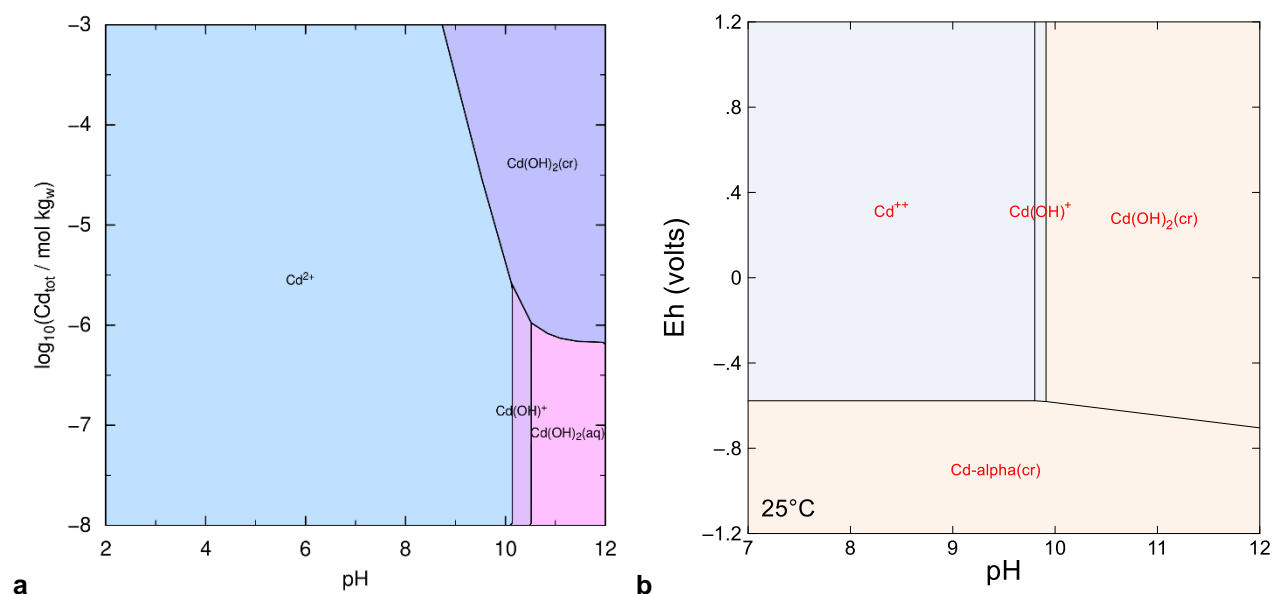 −3
−4
−5
−6
−7
−8
log₁₀(Cd_tot / mol kg_w)
Cd(OH)₂(cr)
Cd²⁺
Cd(OH)⁺
Cd(OH)₂(aq)
2
4
6
8
10
12
pH
a
1.2
.8
.4
0
−.4
−.8
−1.2
Eh (volts)
Cd⁺⁺
Cd(OH)⁺
Cd(OH)₂(cr)
Cd-alpha(cr)
25°C
7
8
9
10
11
12
pH
b